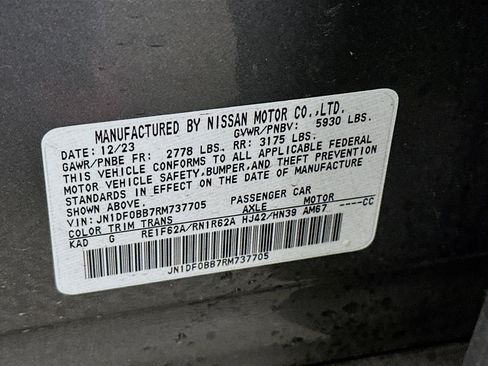 MANUFACTURED BY NISSAN MOTOR CO.,LTD.
DATE: 12/23 GVWR/PNBV: 5930 LBS.
GAWR/PNBE FR: 2778 LBS. RR: 3175 LBS.
THIS VEHICLE CONFORMS TO ALL APPLICABLE FEDERAL
MOTOR VEHICLE SAFETY,BUMPER,AND THEFT PREVENTION
STANDARDS IN EFFECT ON THE DATE OF MANUFACTURE
SHOWN ABOVE.
VIN: JN1DF0BB7RM737705 PASSENGER CAR
COLOR TRIM TRANS AXLE MOTOR ----CC
KAD G RE1F62A/RN1R62A HJ42/HN39 AM67
JN1DF0BB7RM737705